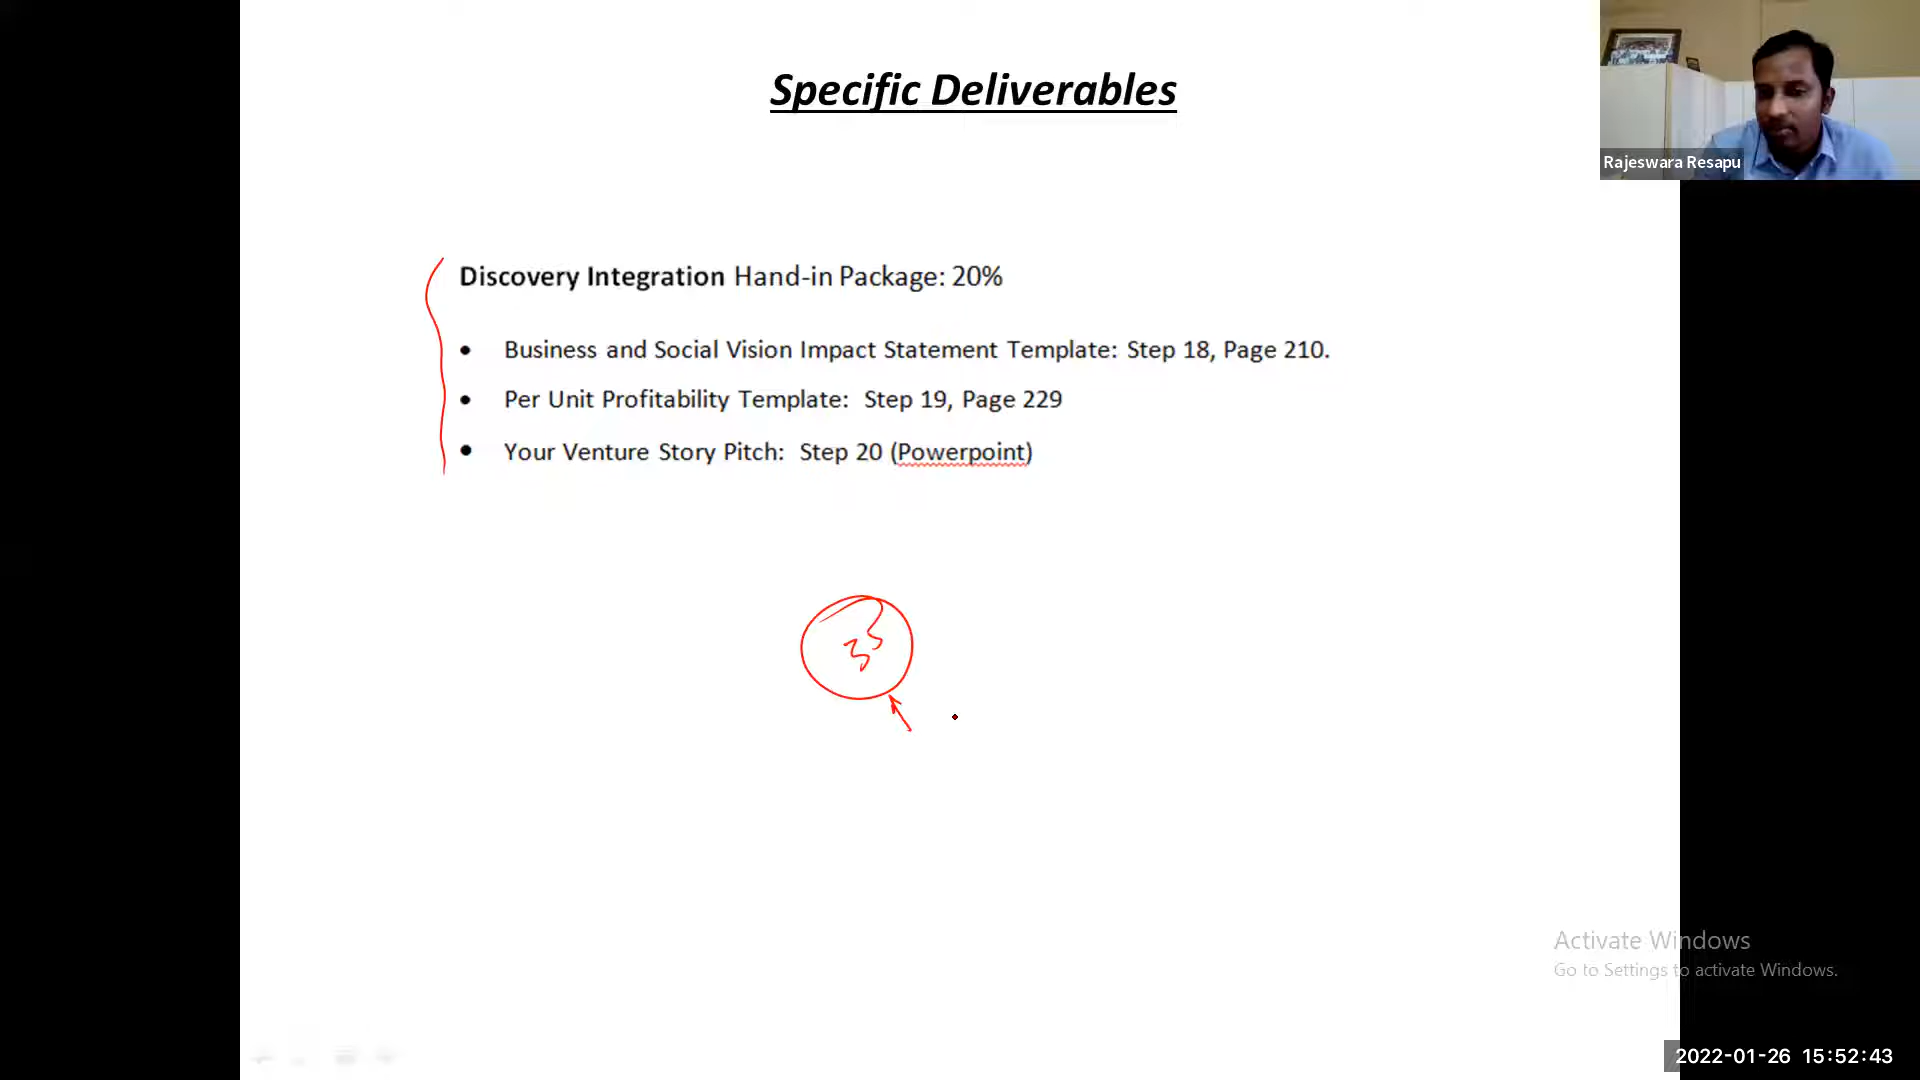 Specific Deliverables
Rajeswara Resapu
Discovery Integration Hand-in Package: 20%
• Business and Social Vision Impact Statement Template: Step 18, Page 210.
• Per Unit Profitability Template: Step 19, Page 229
• Your Venture Story Pitch: Step 20 (Powerpoint)
Activate Windows
Go to Settings to activate Windows.
2022-01-26 15:52:43